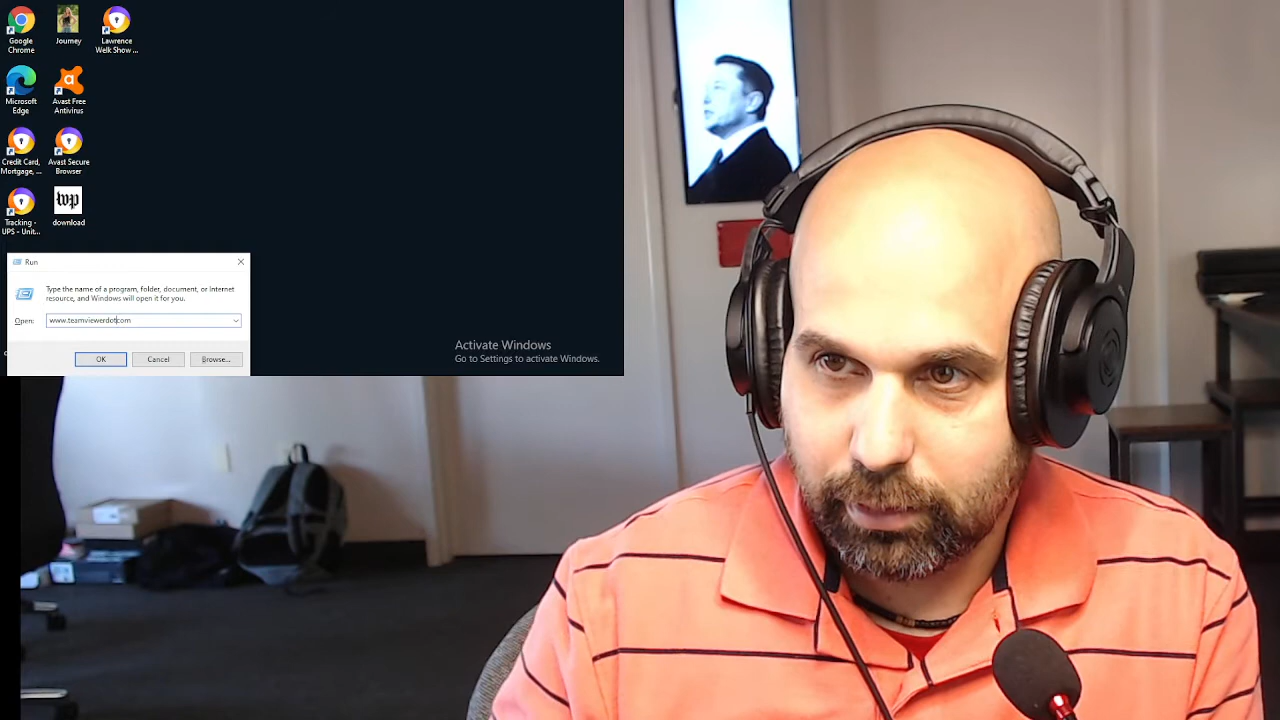 Google Chrome
Journey
Lawrence Welk Show ...
Microsoft Edge
Avast Free Antivirus
Credit Card, Mortgage, ...
Avast Secure Browser
Tracking - UPS - Unit...
wp
download
Run
Type the name of a program, folder, document, or Internet
resource, and Windows will open it for you.
Open:
www.teamviewerdotcom
OK
Cancel
Browse...
Activate Windows
Go to Settings to activate Windows.